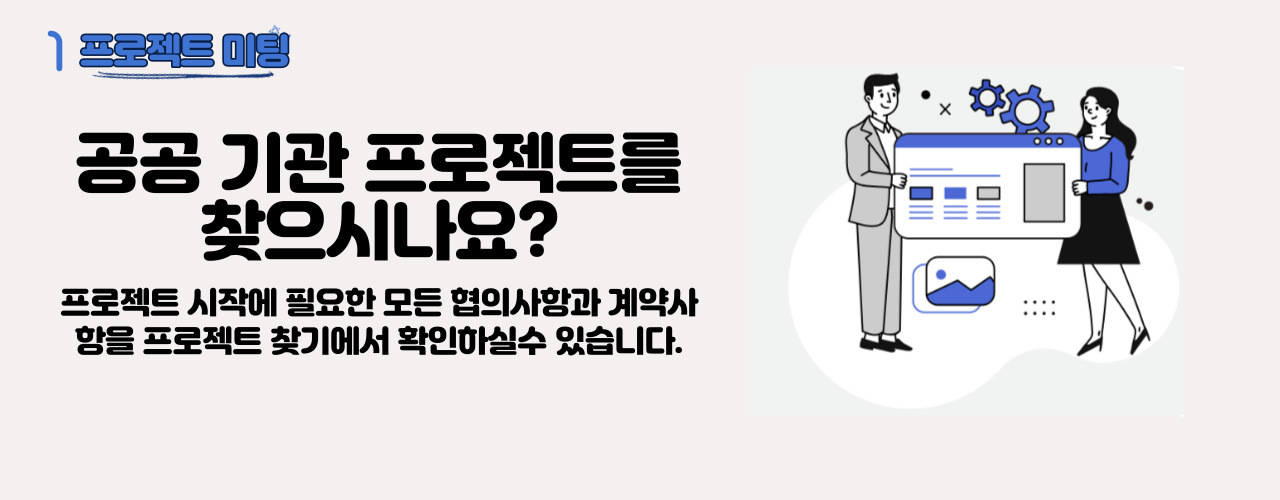 프로젝트 미팅
공공 기관 프로젝트를
찾으시나요?
프로젝트 시작에 필요한 모든 협의사항과 계약사
항을 프로젝트 찾기에서 확인하실수 있습니다.